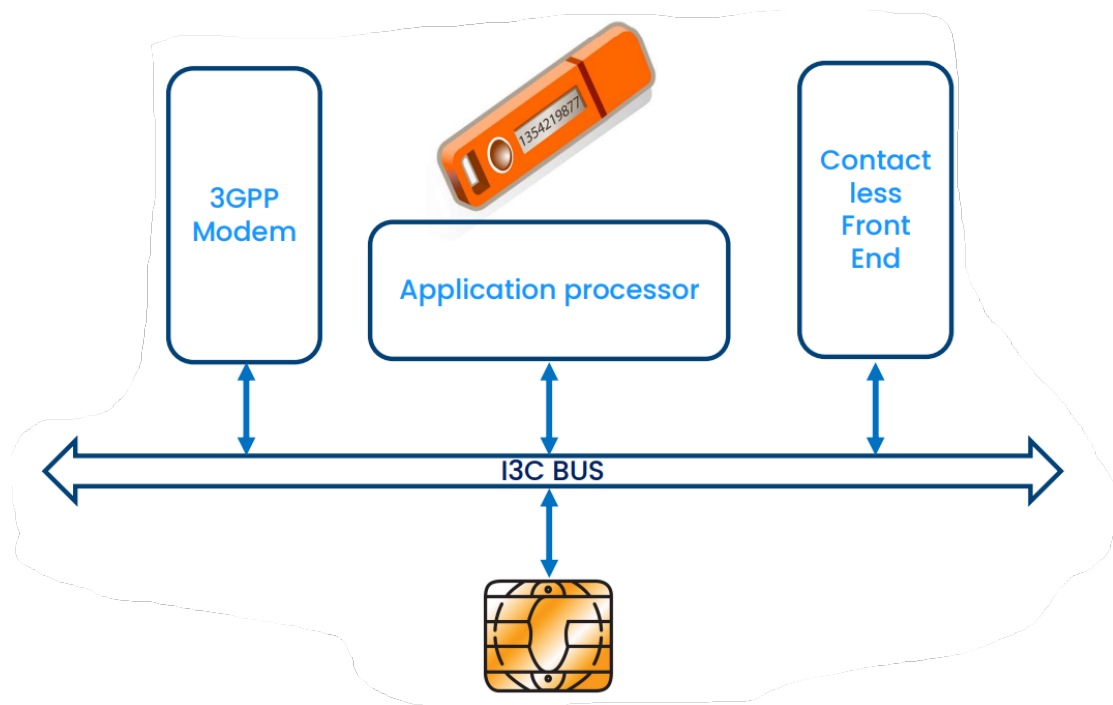 1354219877
3GPP
Modem
Application processor
Contact
less
Front
End
I3C BUS